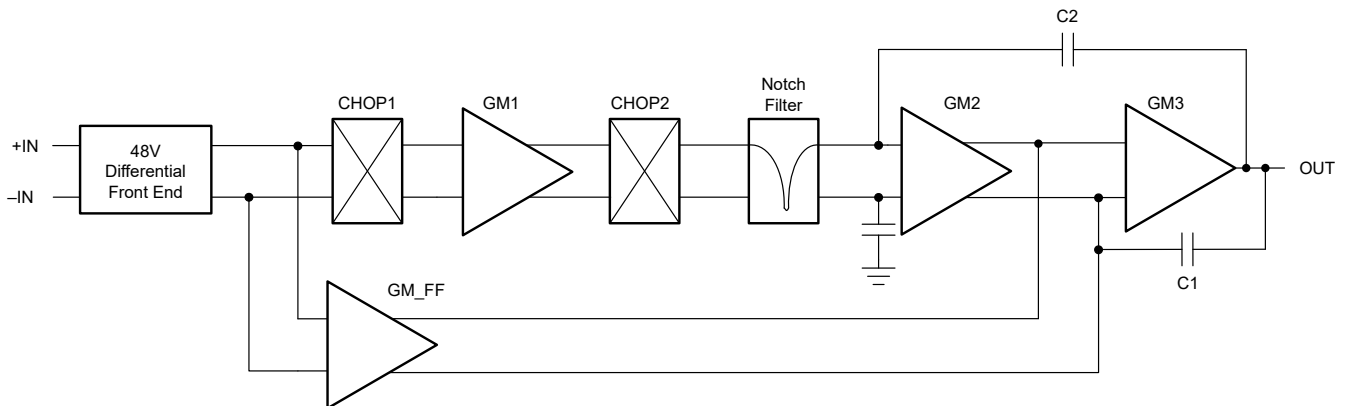 C2
Notch
Filter
CHOP1
GM1
CHOP2
GM2
GM3
+IN
–IN
48V
Differential
Front End
OUT
C1
GM_FF